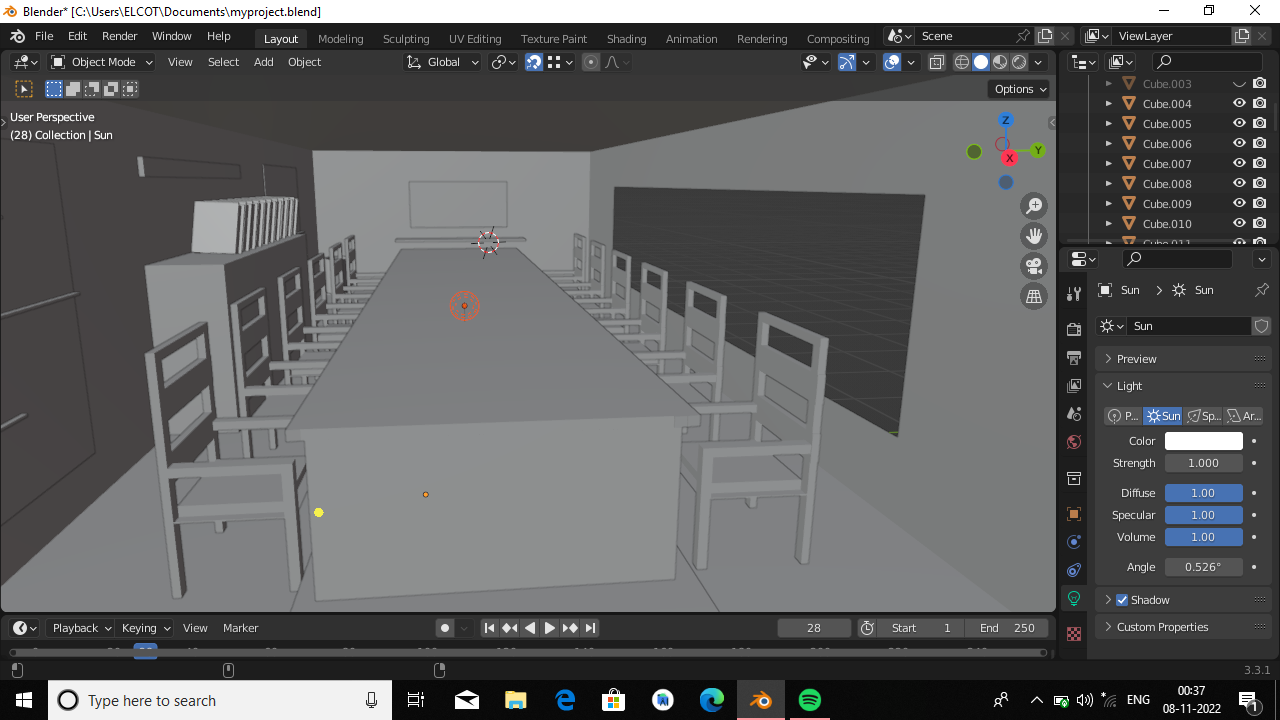 Blender* [C:\Users\ELCOT\Documents\myproject.blend]
File Edit Render Window Help Layout Modeling Sculpting UV Editing Texture Paint Shading Animation Rendering Compositing Scene ViewLayer
Object Mode View Select Add Object Global
Options
User Perspective
(28) Collection | Sun
Z
Y
X
Cube.003
Cube.004
Cube.005
Cube.006
Cube.007
Cube.008
Cube.009
Cube.010
Cube.011
Sun Sun
Sun
Preview
Light
P... Sun Sp... Ar...
Color
Strength 1.000
Diffuse 1.00
Specular 1.00
Volume 1.00
Angle 0.526°
Shadow
Custom Properties
Playback Keying View Marker 28 Start 1 End 250
3.3.1
Type here to search
ENG
00:37
08-11-2022
1